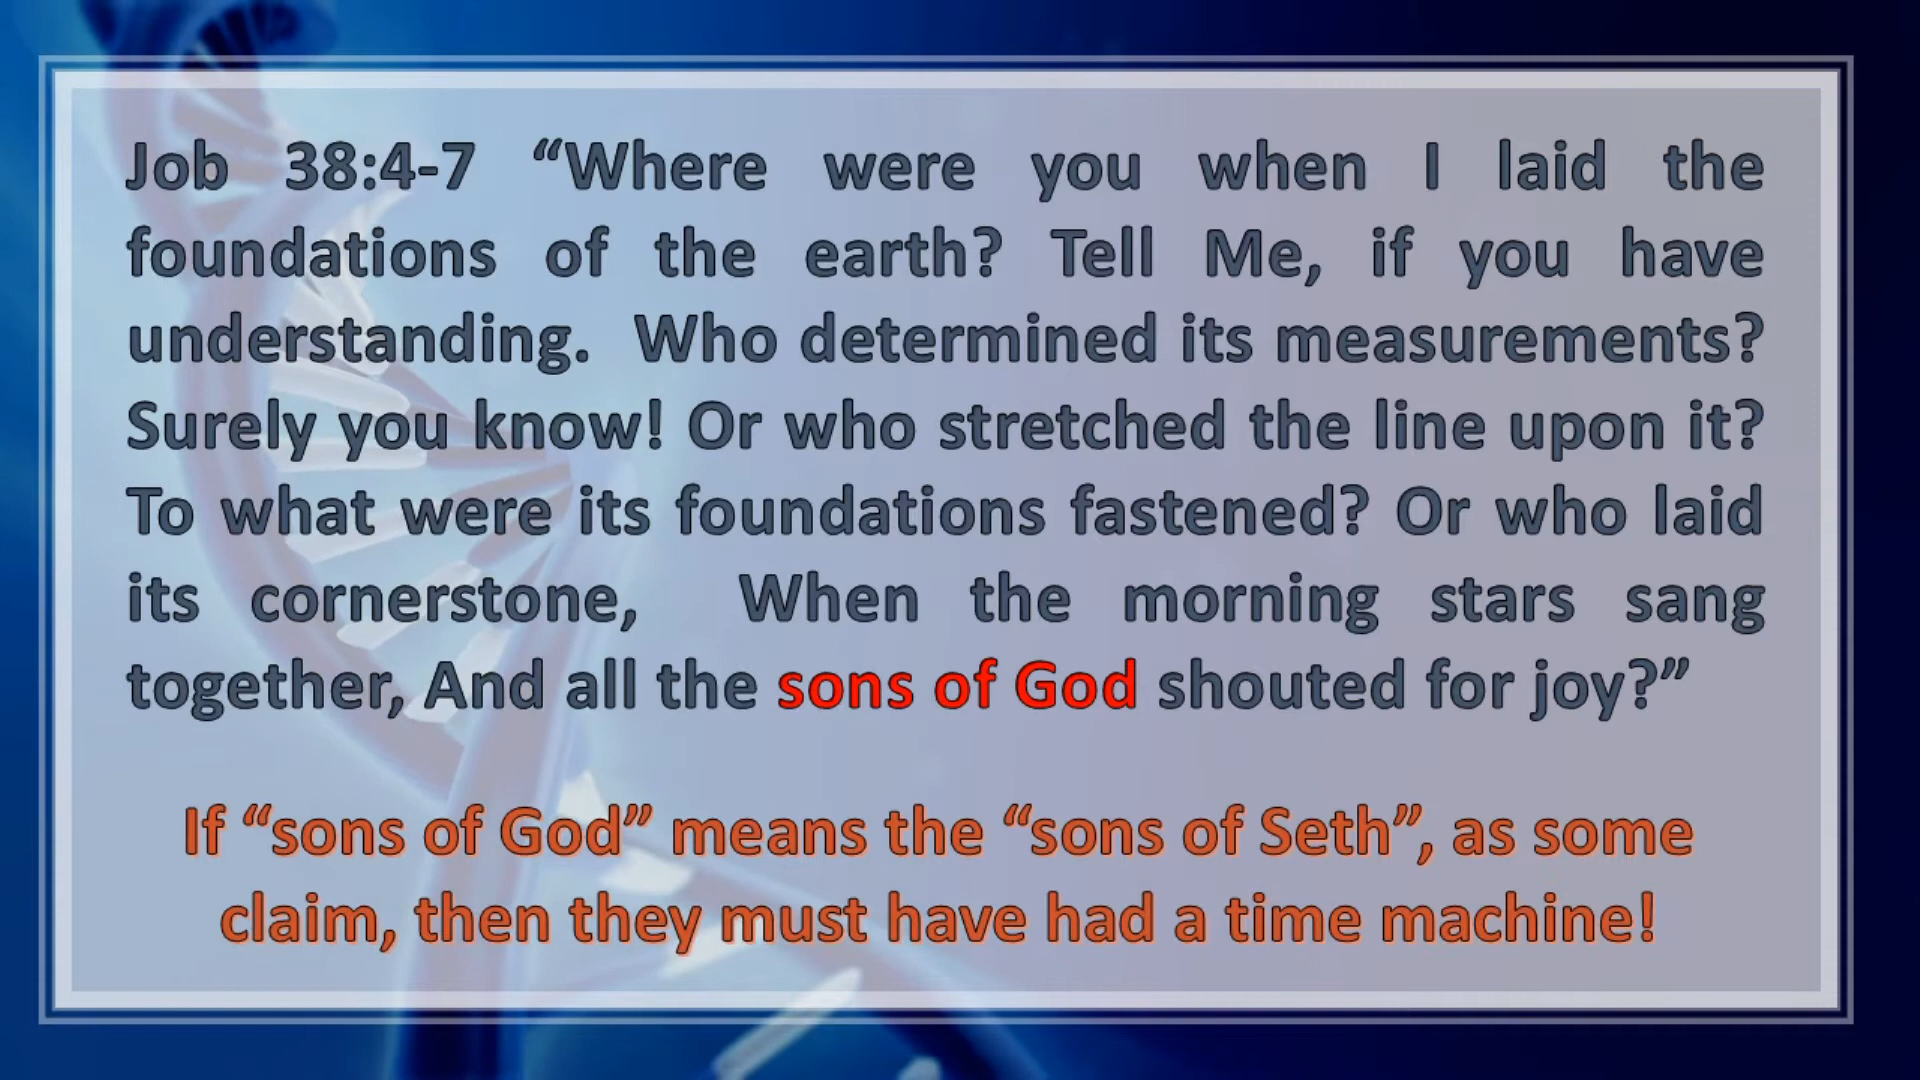 Job 38:4-7 “Where were you when I laid the
foundations of the earth? Tell Me, if you have
understanding. Who determined its measurements?
Surely you know! Or who stretched the line upon it?
To what were its foundations fastened? Or who laid
its cornerstone, When the morning stars sang
together, And all the sons of God shouted for joy?”
If “sons of God” means the “sons of Seth”, as some
claim, then they must have had a time machine!